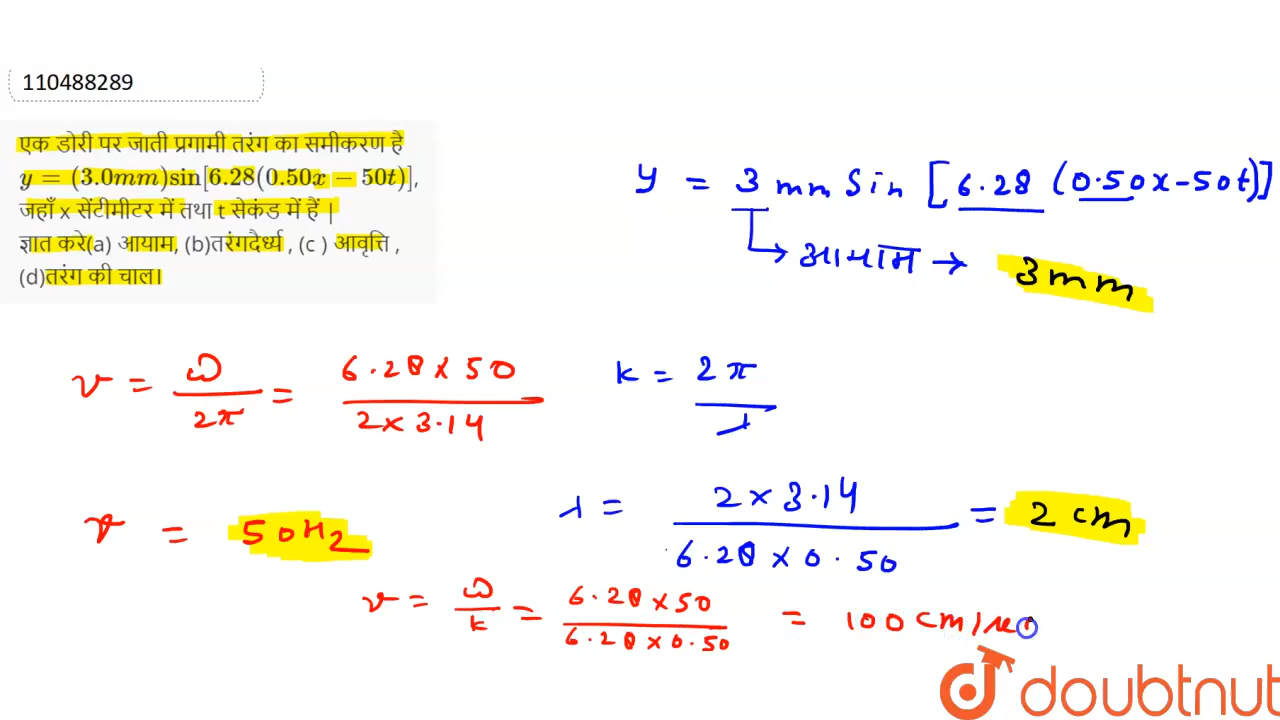 110488289
एक डोरी पर जाती प्रगामी तरंग का समीकरण है
y = (3.0mm)sin[6.28(0.50x − 50t)],
जहाँ x सेंटीमीटर में तथा t सेकंड में हैं |
ज्ञात करे(a) आयाम, (b)तरंगदैर्ध्य , (c ) आवृत्ति ,
(d)तरंग की चाल।
y = 3 mm Sin [6.28 (0.50x-50t)]
→ आयाम → 3mm
ν = ω/2π = 6.28 x 50 / 2 x 3.14
k = 2π/λ
λ = 2 x 3.14 / 6.28 x 0.50 = 2 cm
ν = 50Hz
v = ω/k = 6.28 x 50 / 6.28 x 0.50 = 100 cm/
doubtnut